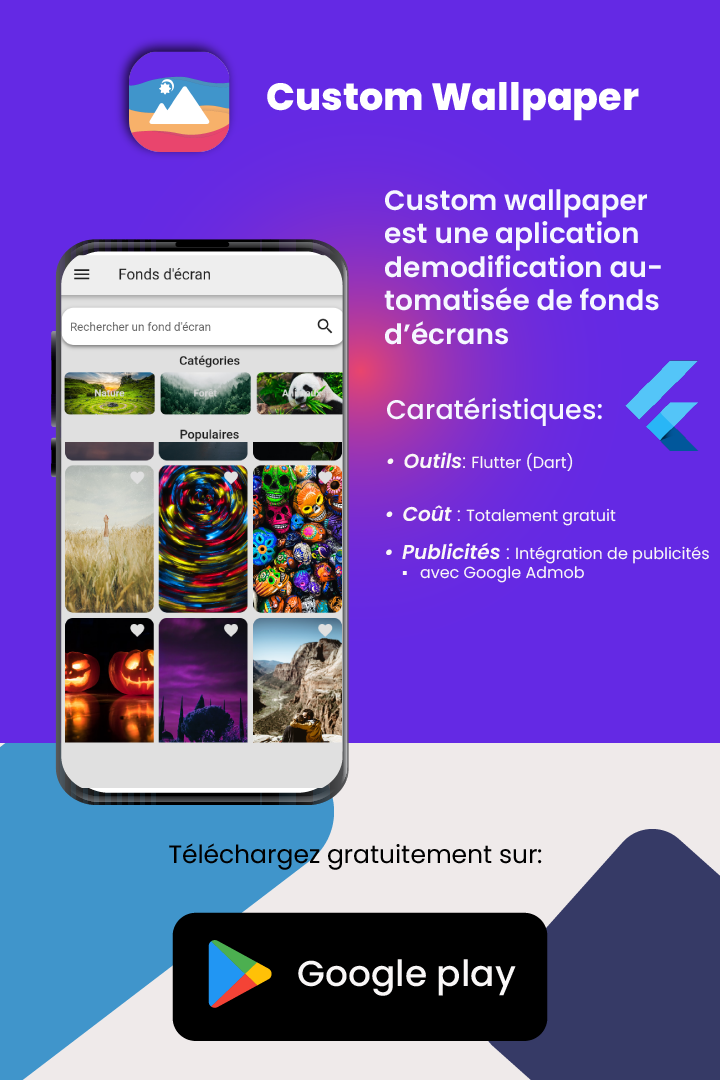 Custom Wallpaper
Custom wallpaper
est une aplication
demodification au-
tomatisée de fonds
d’écrans
Fonds d'écran
Rechercher un fond d'écran
Catégories
Nature
Forêt
Animaux
Populaires
Caratéristiques:
• Outils: Flutter (Dart)
• Coût : Totalement gratuit
• Publicités : Intégration de publicités
▪ avec Google Admob
Téléchargez gratuitement sur:
Google play